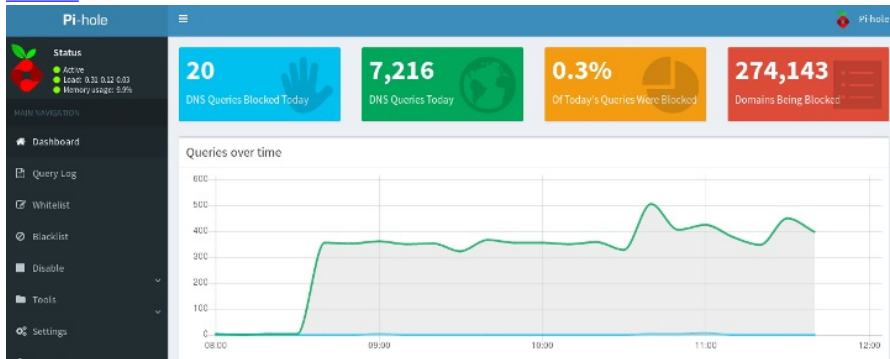 Pi-hole
Pi-hole
Status
Active
Load: 0.31 0.12 0.03
Memory usage: 9.9%
MAIN NAVIGATION
Dashboard
Query Log
Whitelist
Blacklist
Disable
Tools
Settings
20
DNS Queries Blocked Today
7,216
DNS Queries Today
0.3%
Of Today's Queries Were Blocked
274,143
Domains Being Blocked
Queries over time
600
500
400
300
200
100
0
08:00
09:00
10:00
11:00
12:00